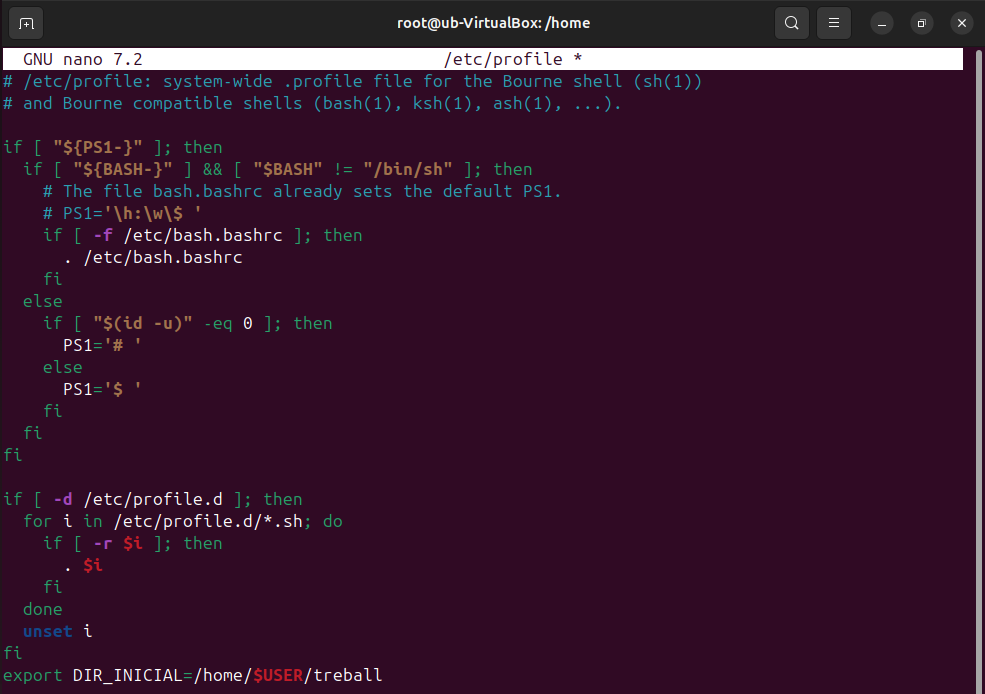 root@ub-VirtualBox: /home
GNU nano 7.2 /etc/profile *
# /etc/profile: system-wide .profile file for the Bourne shell (sh(1))
# and Bourne compatible shells (bash(1), ksh(1), ash(1), ...).
if [ "${PS1-}" ]; then
  if [ "${BASH-}" ] && [ "$BASH" != "/bin/sh" ]; then
    # The file bash.bashrc already sets the default PS1.
    # PS1='\h:\w\$ '
    if [ -f /etc/bash.bashrc ]; then
      . /etc/bash.bashrc
    fi
  else
    if [ "$(id -u)" -eq 0 ]; then
      PS1='# '
    else
      PS1='$ '
    fi
  fi
fi
if [ -d /etc/profile.d ]; then
  for i in /etc/profile.d/*.sh; do
    if [ -r $i ]; then
      . $i
    fi
  done
  unset i
fi
export DIR_INICIAL=/home/$USER/treball